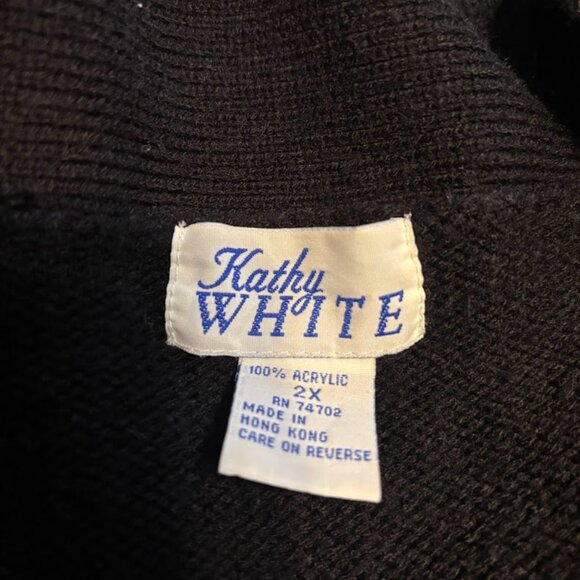 Kathy
WHITE
100% ACRYLIC
2X
RN 74702
MADE IN
HONG KONG
CARE ON REVERSE